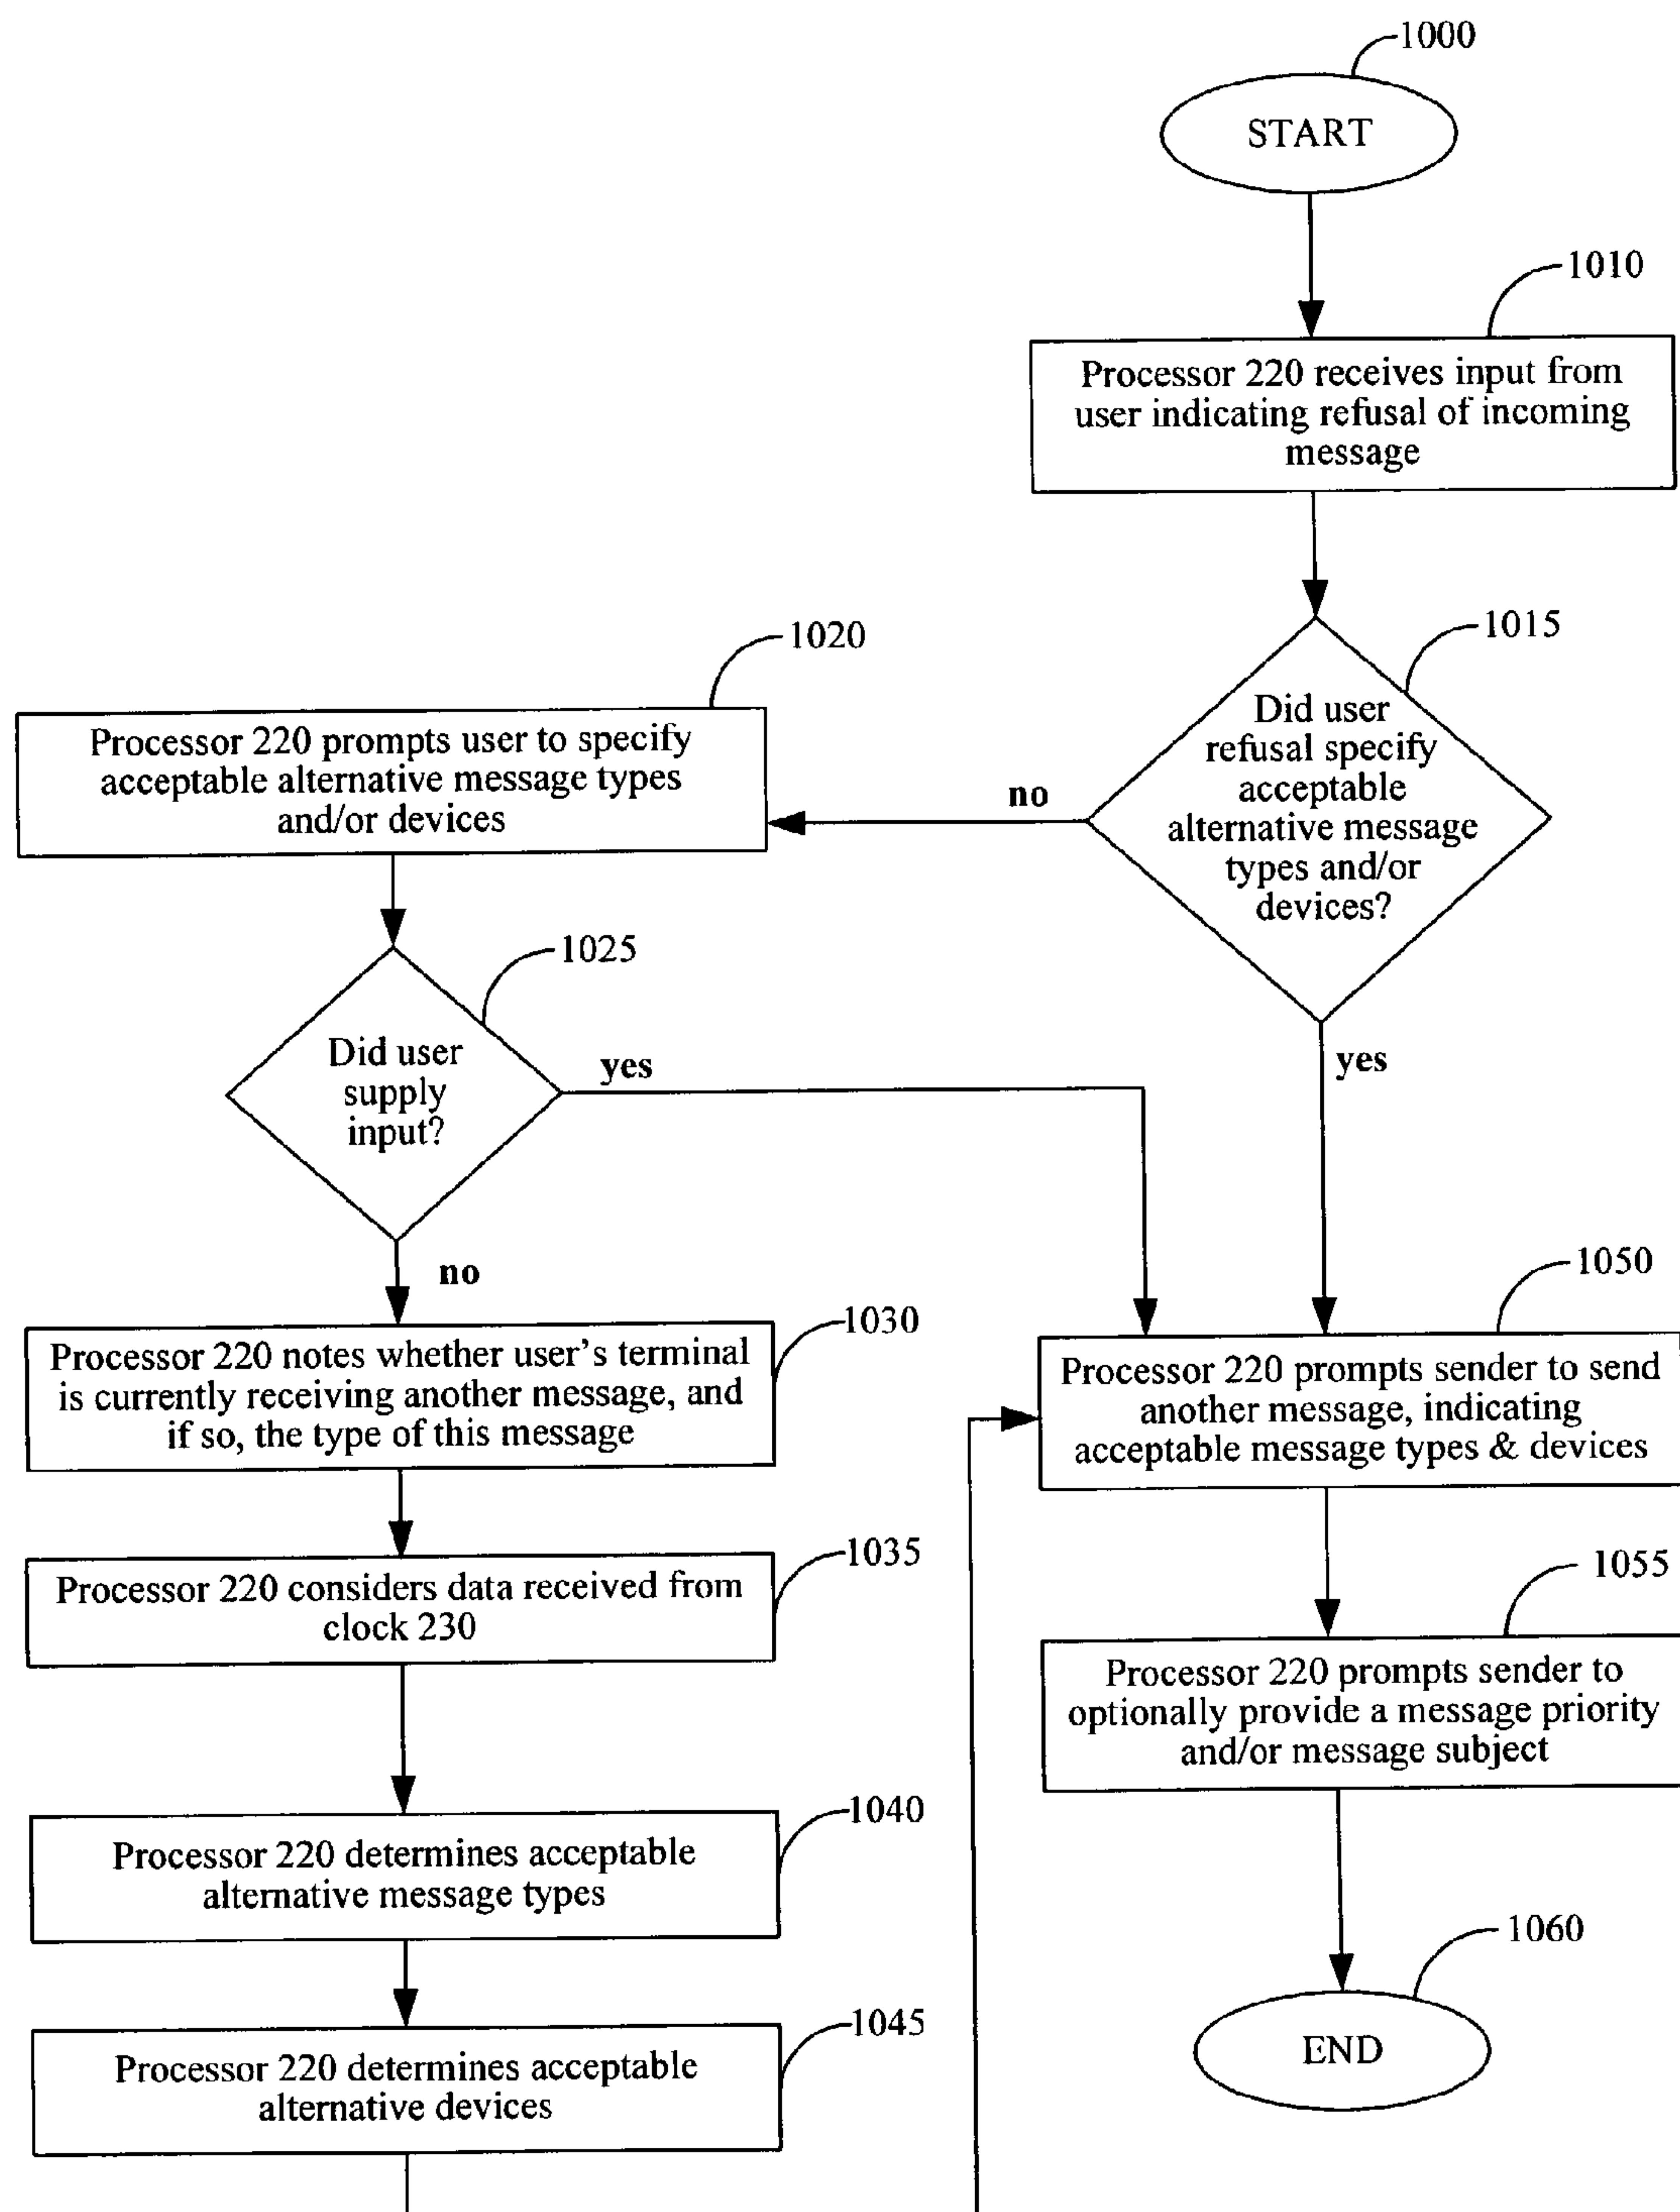 1000
START
1010
Processor 220 receives input from
user indicating refusal of incoming
message
1015
Did user
refusal specify
acceptable
alternative message
types and/or
devices?
no
yes
1020
Processor 220 prompts user to specify
acceptable alternative message types
and/or devices
1025
Did user
supply
input?
yes
no
1030
Processor 220 notes whether user's terminal
is currently receiving another message, and
if so, the type of this message
1035
Processor 220 considers data received from
clock 230
1040
Processor 220 determines acceptable
alternative message types
1045
Processor 220 determines acceptable
alternative devices
1050
Processor 220 prompts sender to send
another message, indicating
acceptable message types & devices
1055
Processor 220 prompts sender to
optionally provide a message priority
and/or message subject
1060
END